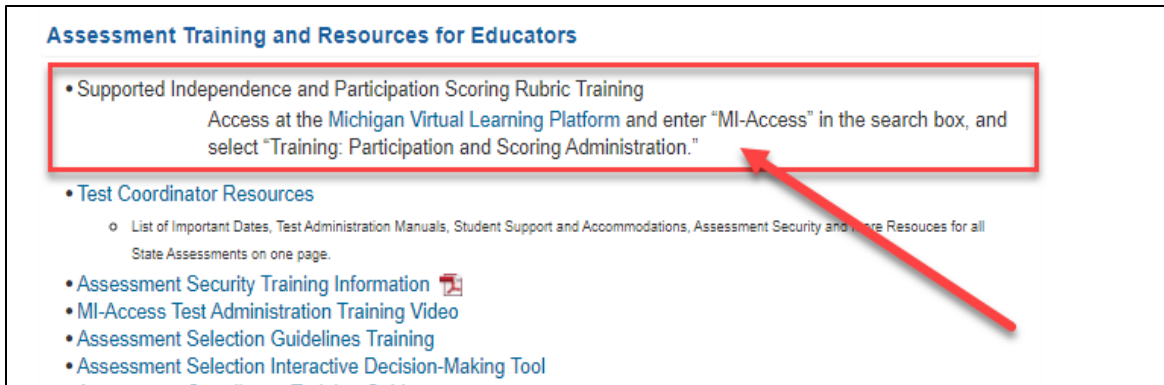 Assessment Training and Resources for Educators
• Supported Independence and Participation Scoring Rubric Training
Access at the Michigan Virtual Learning Platform and enter “MI-Access” in the search box, and
select “Training: Participation and Scoring Administration.”
• Test Coordinator Resources
o List of Important Dates, Test Administration Manuals, Student Support and Accommodations, Assessment Security and More Resouces for all
State Assessments on one page.
• Assessment Security Training Information
• MI-Access Test Administration Training Video
• Assessment Selection Guidelines Training
• Assessment Selection Interactive Decision-Making Tool